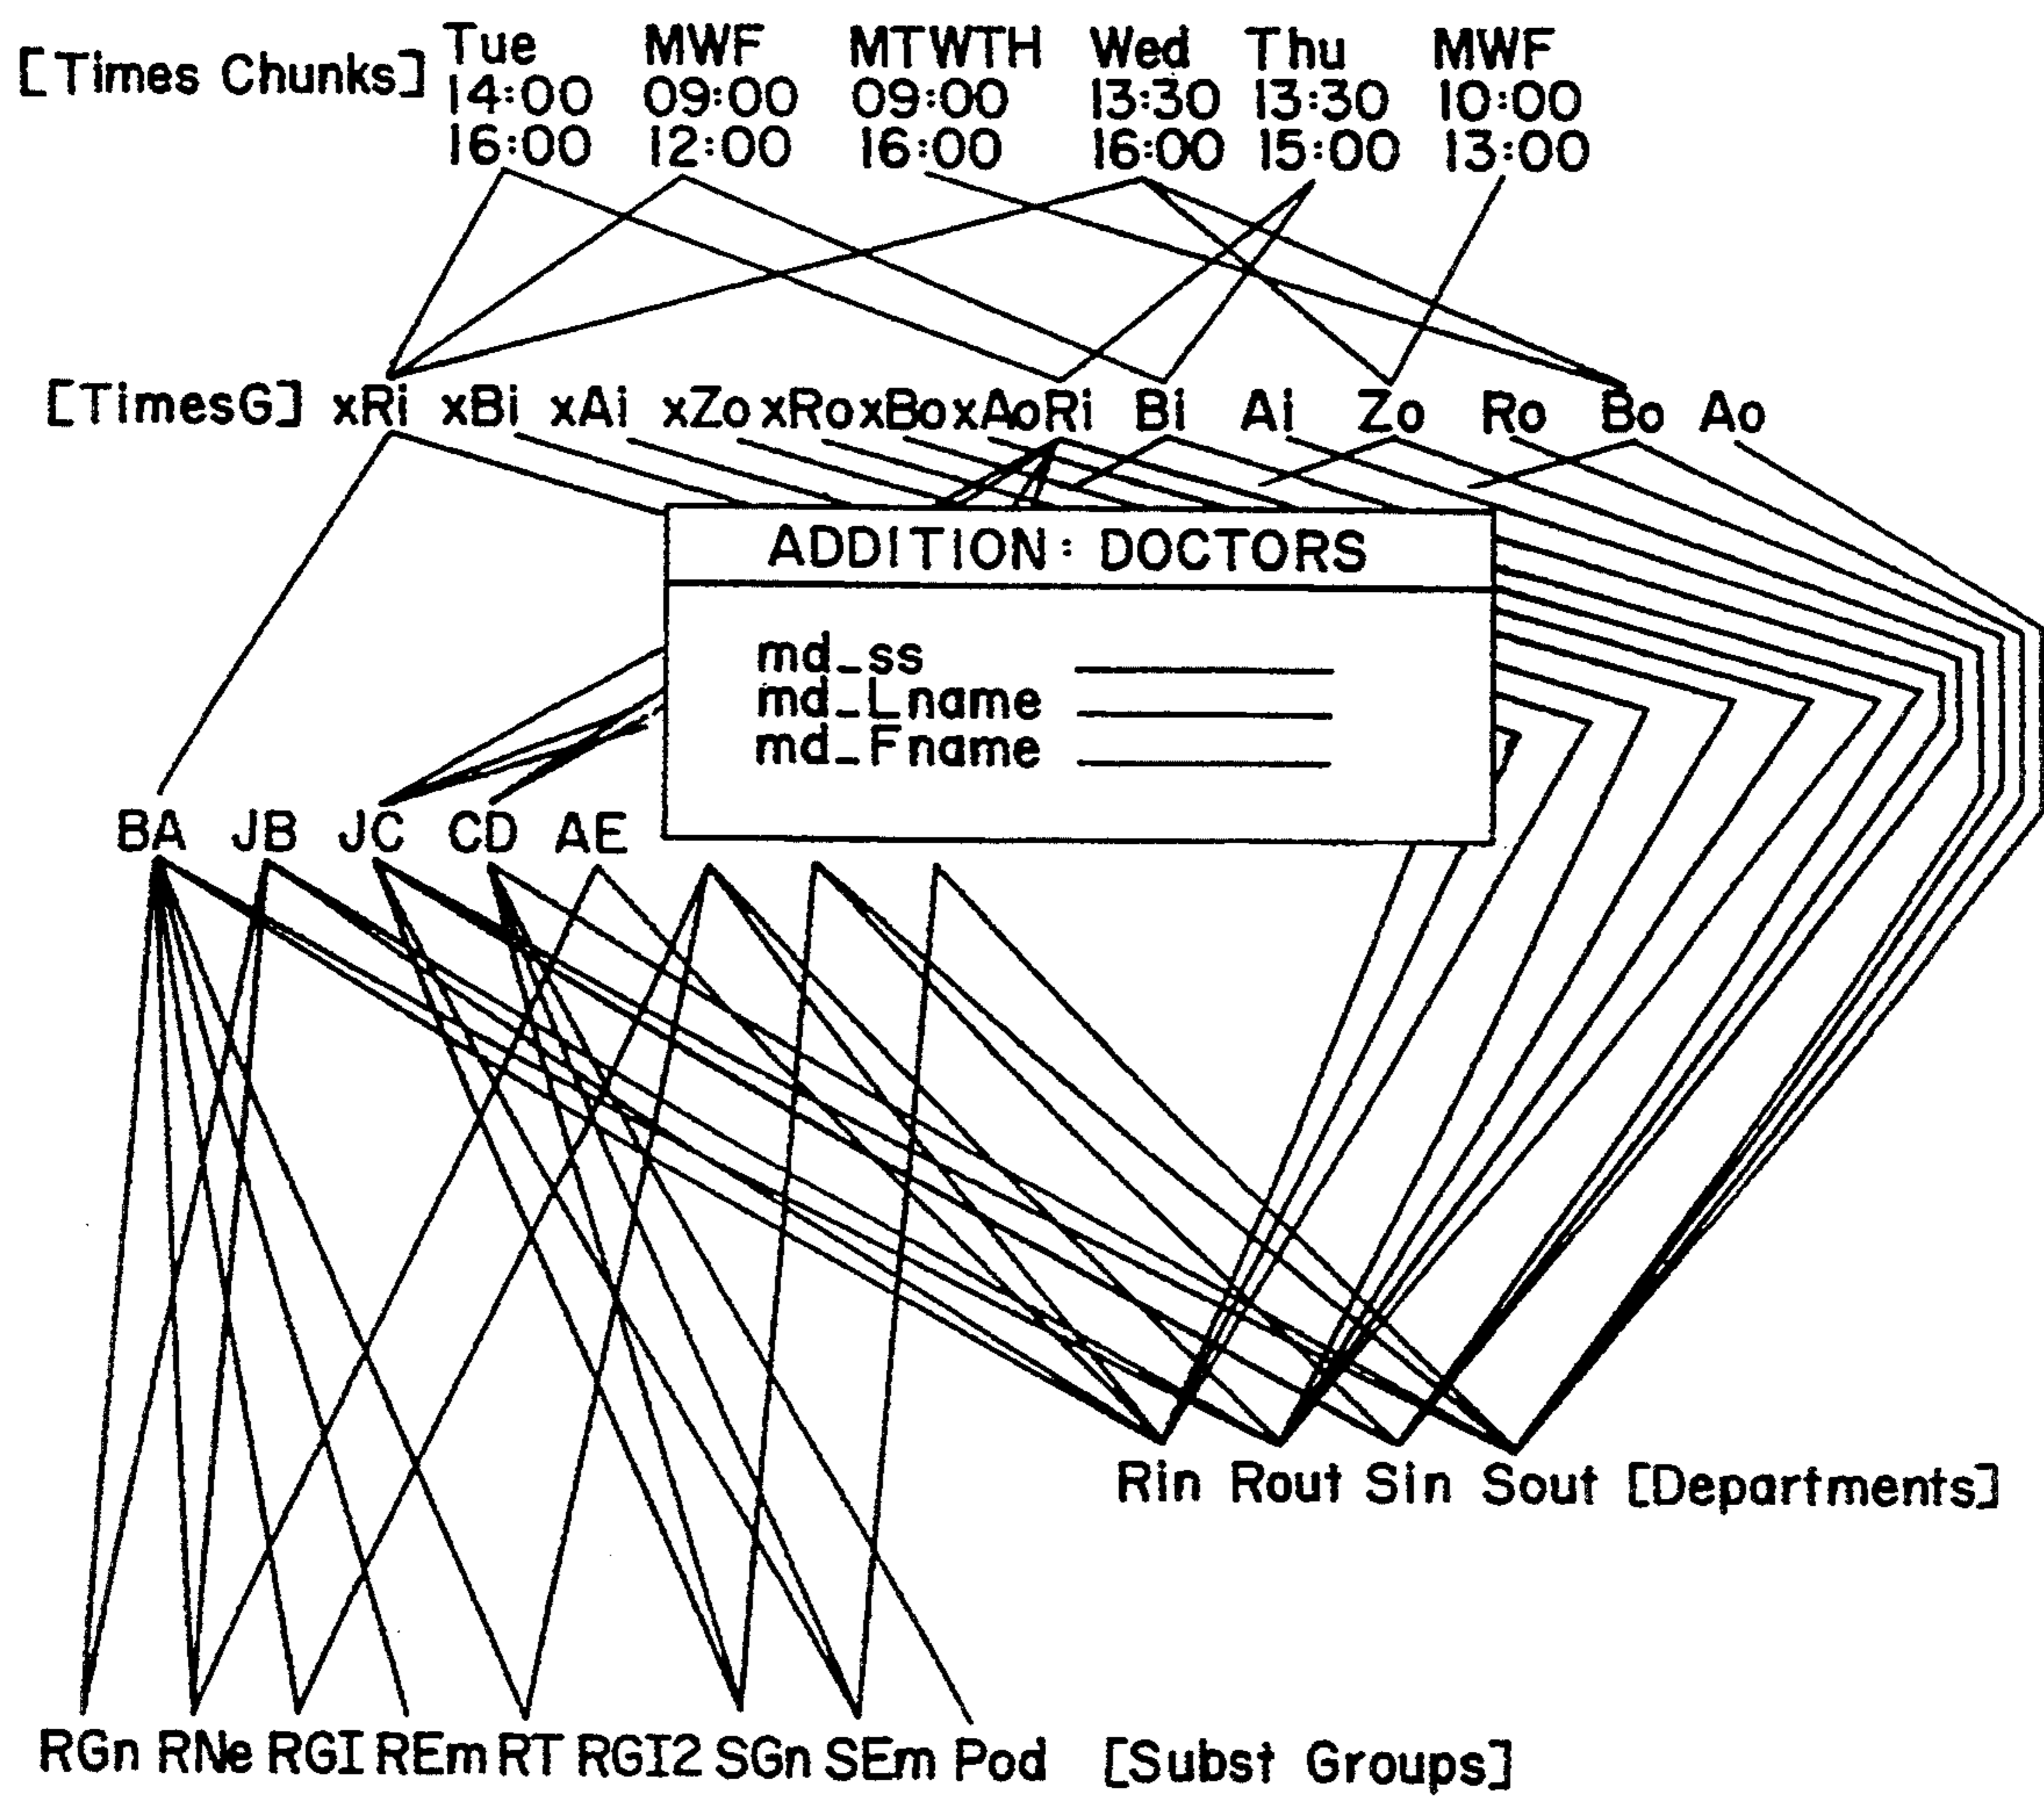 [Times Chunks] Tue MWF MTWTH Wed Thu MWF
14:00 09:00 09:00 13:30 13:30 10:00
16:00 12:00 16:00 16:00 15:00 13:00
[TimesG] xRi xBi xAi xZo xRo xBo xAo Ri Bi Ai Zo Ro Bo Ao
ADDITION: DOCTORS
md_ss
md_Lname
md_Fname
BA JB JC CD AE
Rin Rout Sin Sout [Departments]
RGn RNe RGI REm RT RGI2 SGn SEm Pod [Subst Groups]